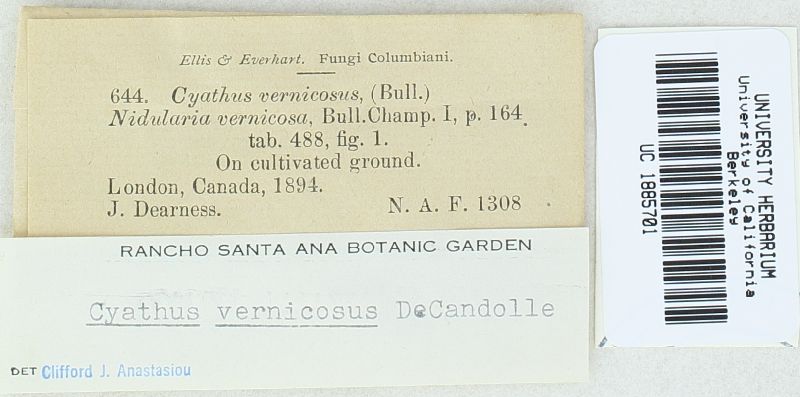 Ellis & Everhart. Fungi Columbiani.
644. Cyathus vernicosus, (Bull.)
Nidularia vernicosa, Bull.Champ. I, p. 164
tab. 488, fig. 1.
On cultivated ground.
London, Canada, 1894.
J. Dearness. N. A. F. 1308
RANCHO SANTA ANA BOTANIC GARDEN
Cyathus vernicosus DeCandolle
DET Clifford J. Anastasiou
UNIVERSITY HERBARIUM
University of California
Berkeley
UC 1885701